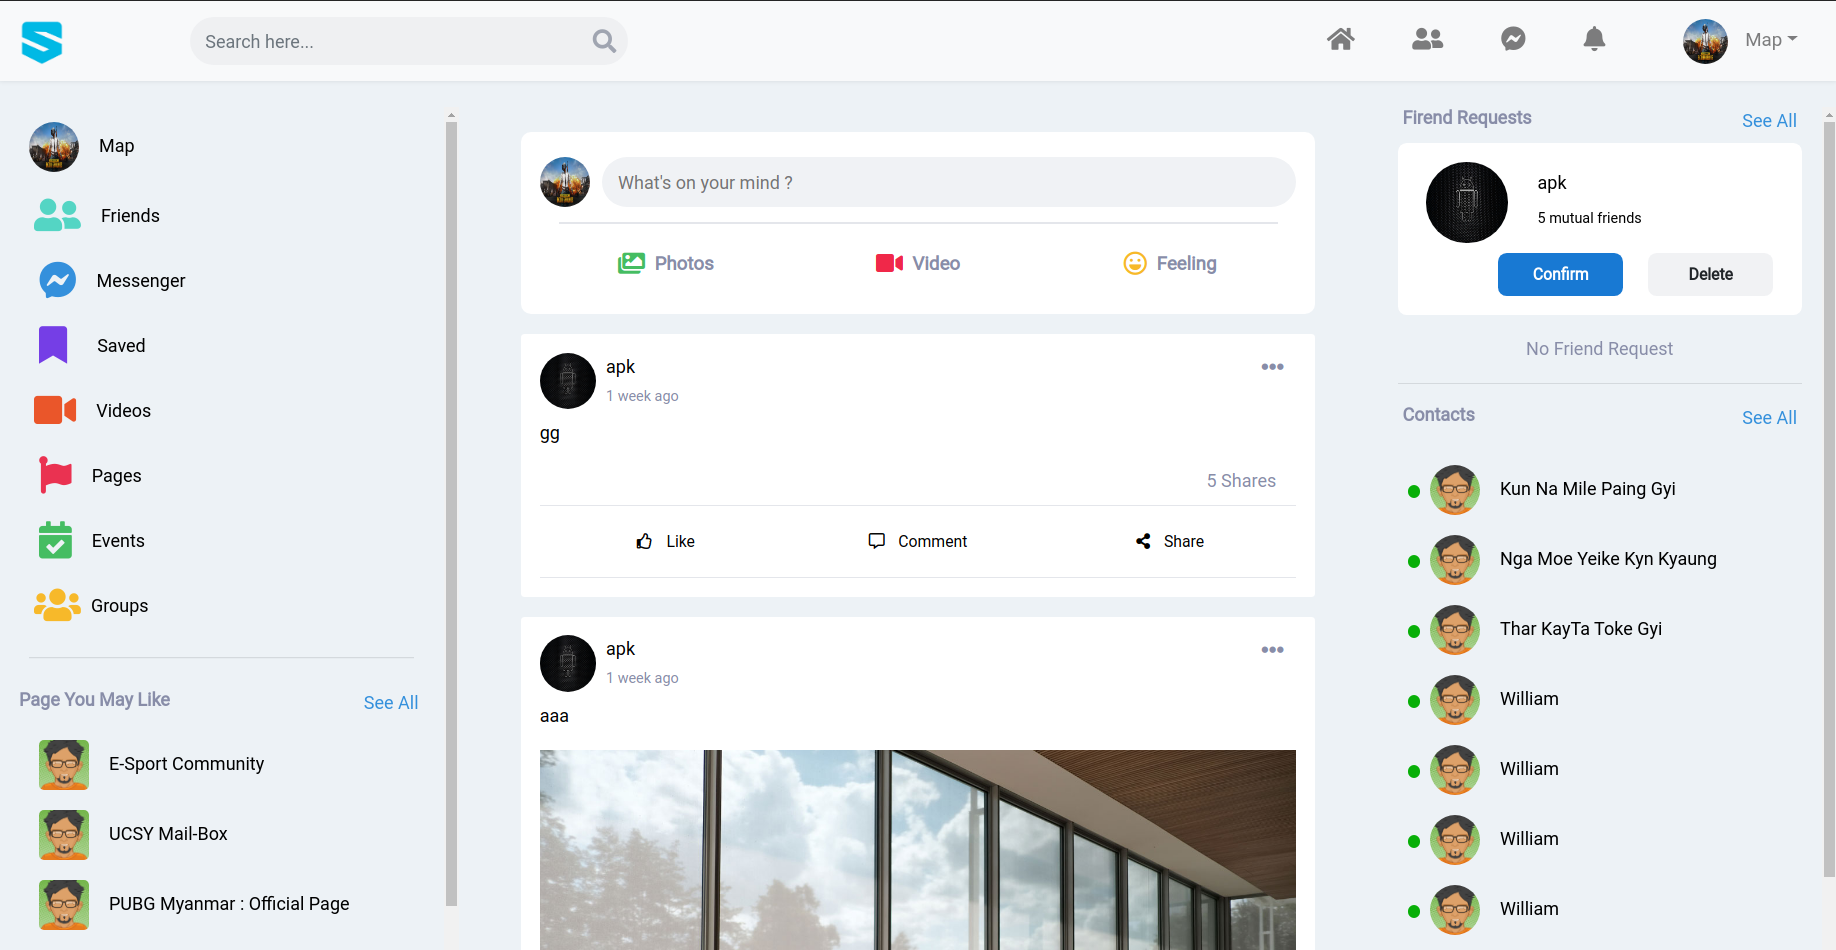 Search here...
Map
Map
Friends
Messenger
Saved
Videos
Pages
Events
Groups
Page You May Like
See All
E-Sport Community
UCSY Mail-Box
PUBG Myanmar : Official Page
What's on your mind ?
Photos
Video
Feeling
apk
1 week ago
gg
5 Shares
Like
Comment
Share
apk
1 week ago
aaa
Firend Requests
See All
apk
5 mutual friends
Confirm
Delete
No Friend Request
Contacts
See All
Kun Na Mile Paing Gyi
Nga Moe Yeike Kyn Kyaung
Thar KayTa Toke Gyi
William
William
William
William